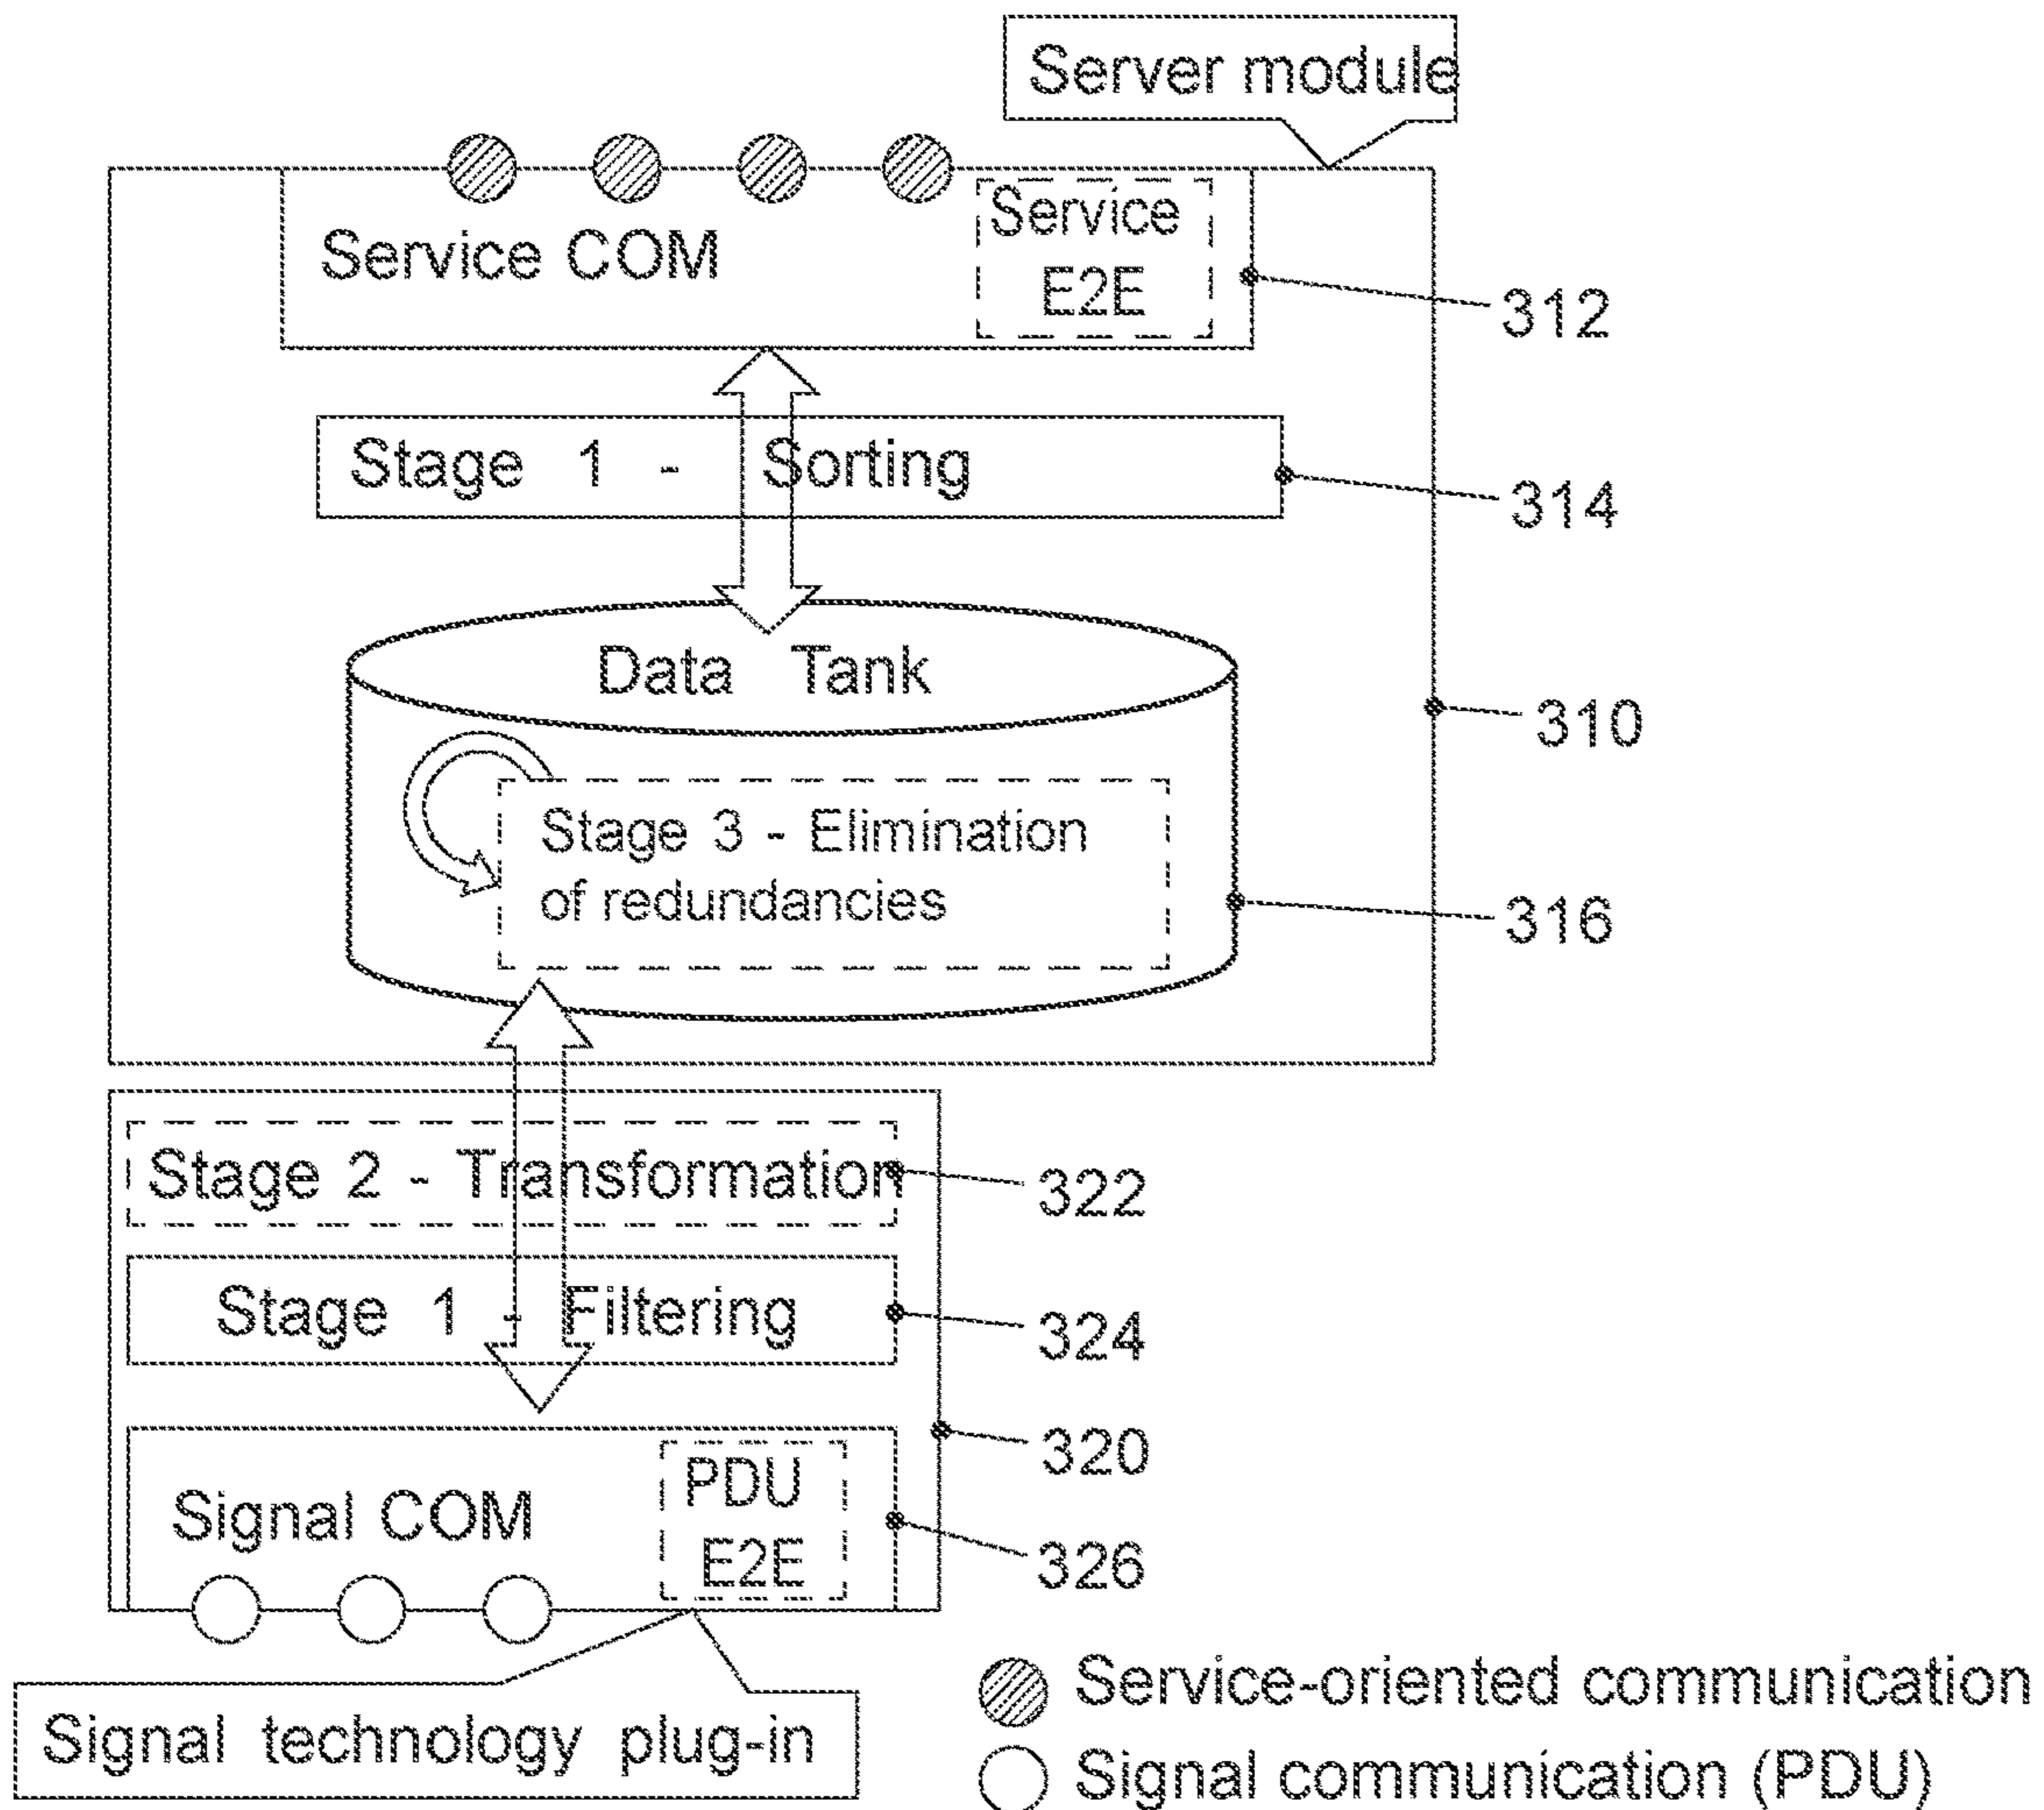 Server module
Service COM
Service
E2E
312
Stage 1 - Sorting
314
Data Tank
310
Stage 3 - Elimination
of redundancies
316
Stage 2 - Transformation
322
Stage 1 - Filtering
324
320
Signal COM
PDU
E2E
326
Signal technology plug-in
Service-oriented communication
Signal communication (PDU)